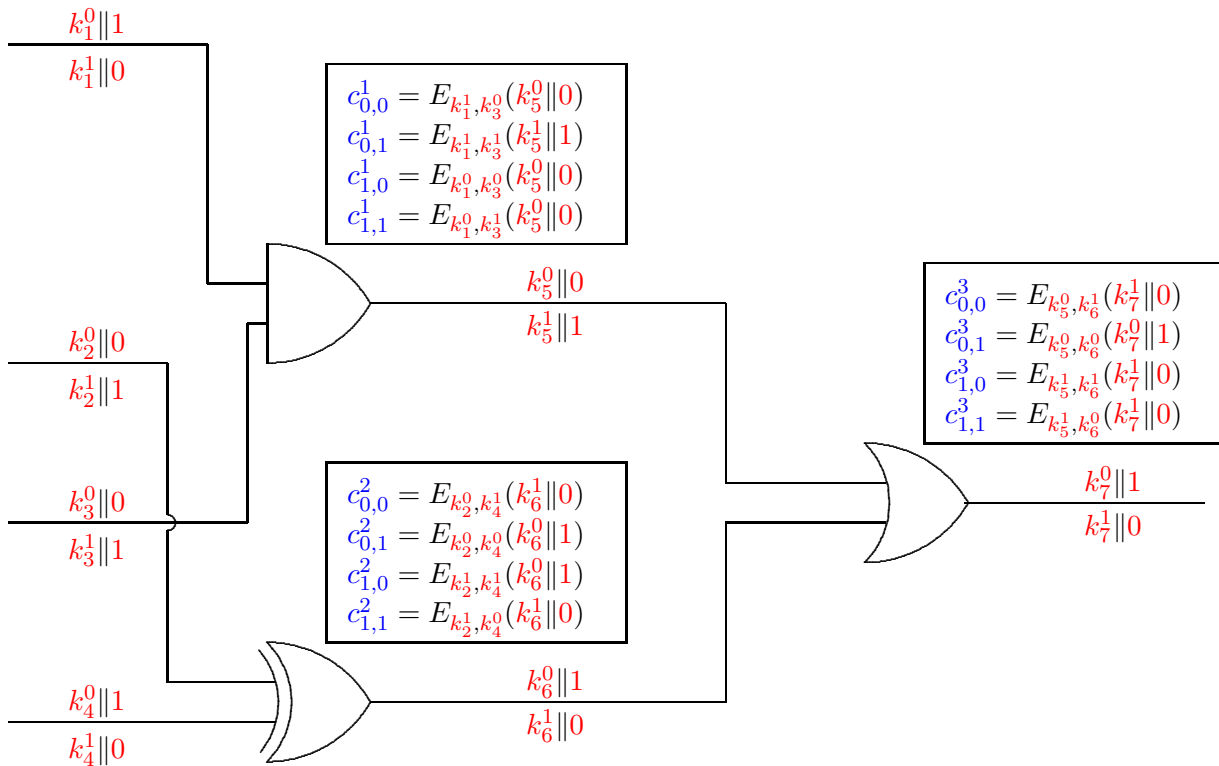 k_1^0‖1
k_1^1‖0
c_{0,0}^1 = E_{k_1^1,k_3^0}(k_5^0‖0)
c_{0,1}^1 = E_{k_1^1,k_3^1}(k_5^1‖1)
c_{1,0}^1 = E_{k_1^0,k_3^0}(k_5^0‖0)
c_{1,1}^1 = E_{k_1^0,k_3^1}(k_5^0‖0)
k_5^0‖0
k_5^1‖1
c_{0,0}^3 = E_{k_5^0,k_6^1}(k_7^1‖0)
c_{0,1}^3 = E_{k_5^0,k_6^0}(k_7^0‖1)
c_{1,0}^3 = E_{k_5^1,k_6^1}(k_7^1‖0)
c_{1,1}^3 = E_{k_5^1,k_6^0}(k_7^1‖0)
k_2^0‖0
k_2^1‖1
k_3^0‖0
k_3^1‖1
c_{0,0}^2 = E_{k_2^0,k_4^1}(k_6^1‖0)
c_{0,1}^2 = E_{k_2^0,k_4^0}(k_6^0‖1)
c_{1,0}^2 = E_{k_2^1,k_4^1}(k_6^0‖1)
c_{1,1}^2 = E_{k_2^1,k_4^0}(k_6^1‖0)
k_7^0‖1
k_7^1‖0
k_4^0‖1
k_4^1‖0
k_6^0‖1
k_6^1‖0